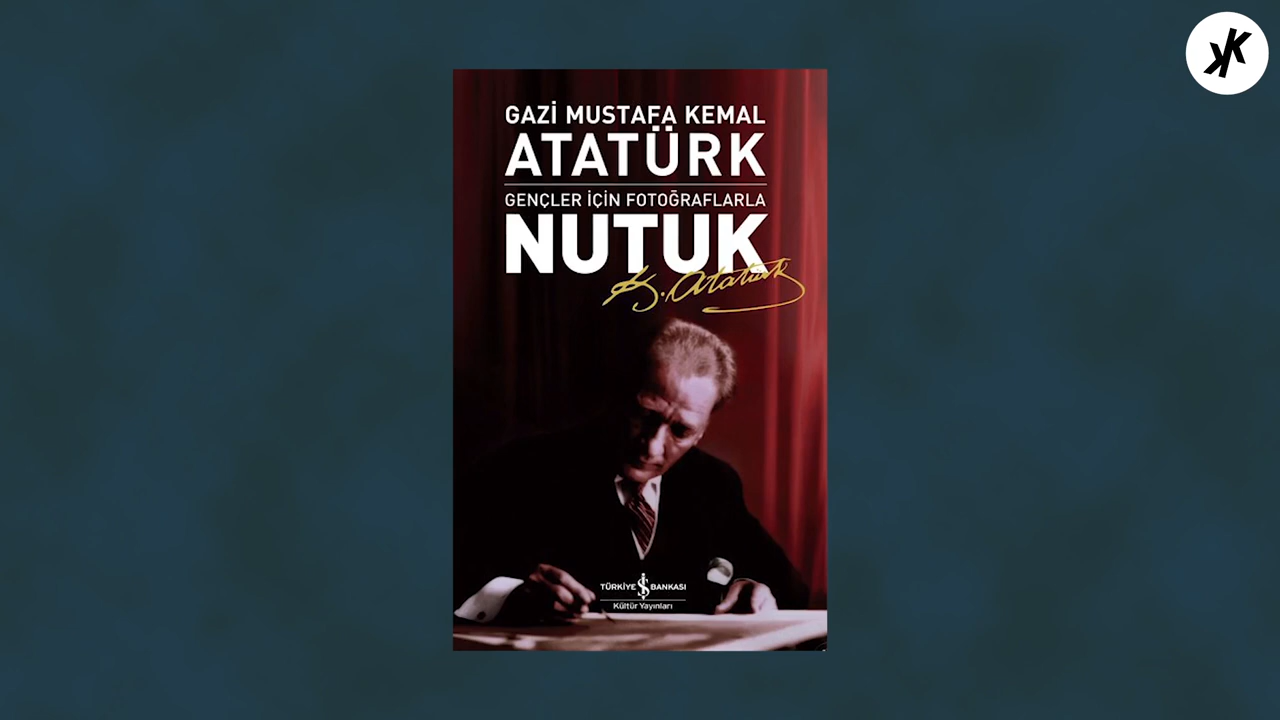 GAZİ MUSTAFA KEMAL
ATATÜRK
GENÇLER İÇİN FOTOĞRAFLARLA
NUTUK
K. Atatürk
TÜRKİYE İŞ BANKASI
Kültür Yayınları